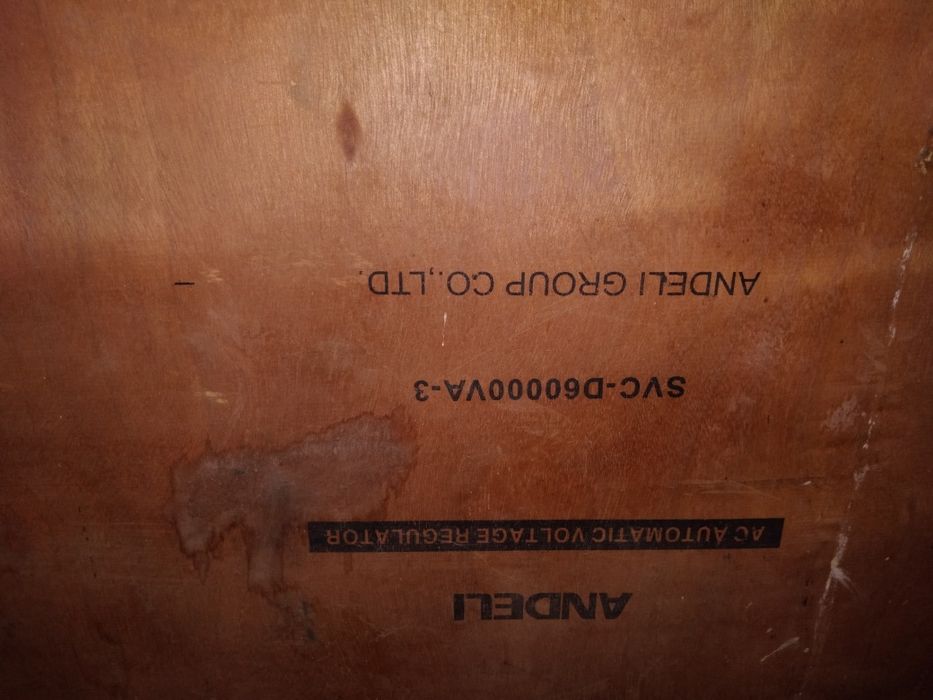 ANDELI
AC AUTOMATIC VOLTAGE REGULATOR
SVC-D60000VA-3
ANDELI GROUP CO.,LTD.